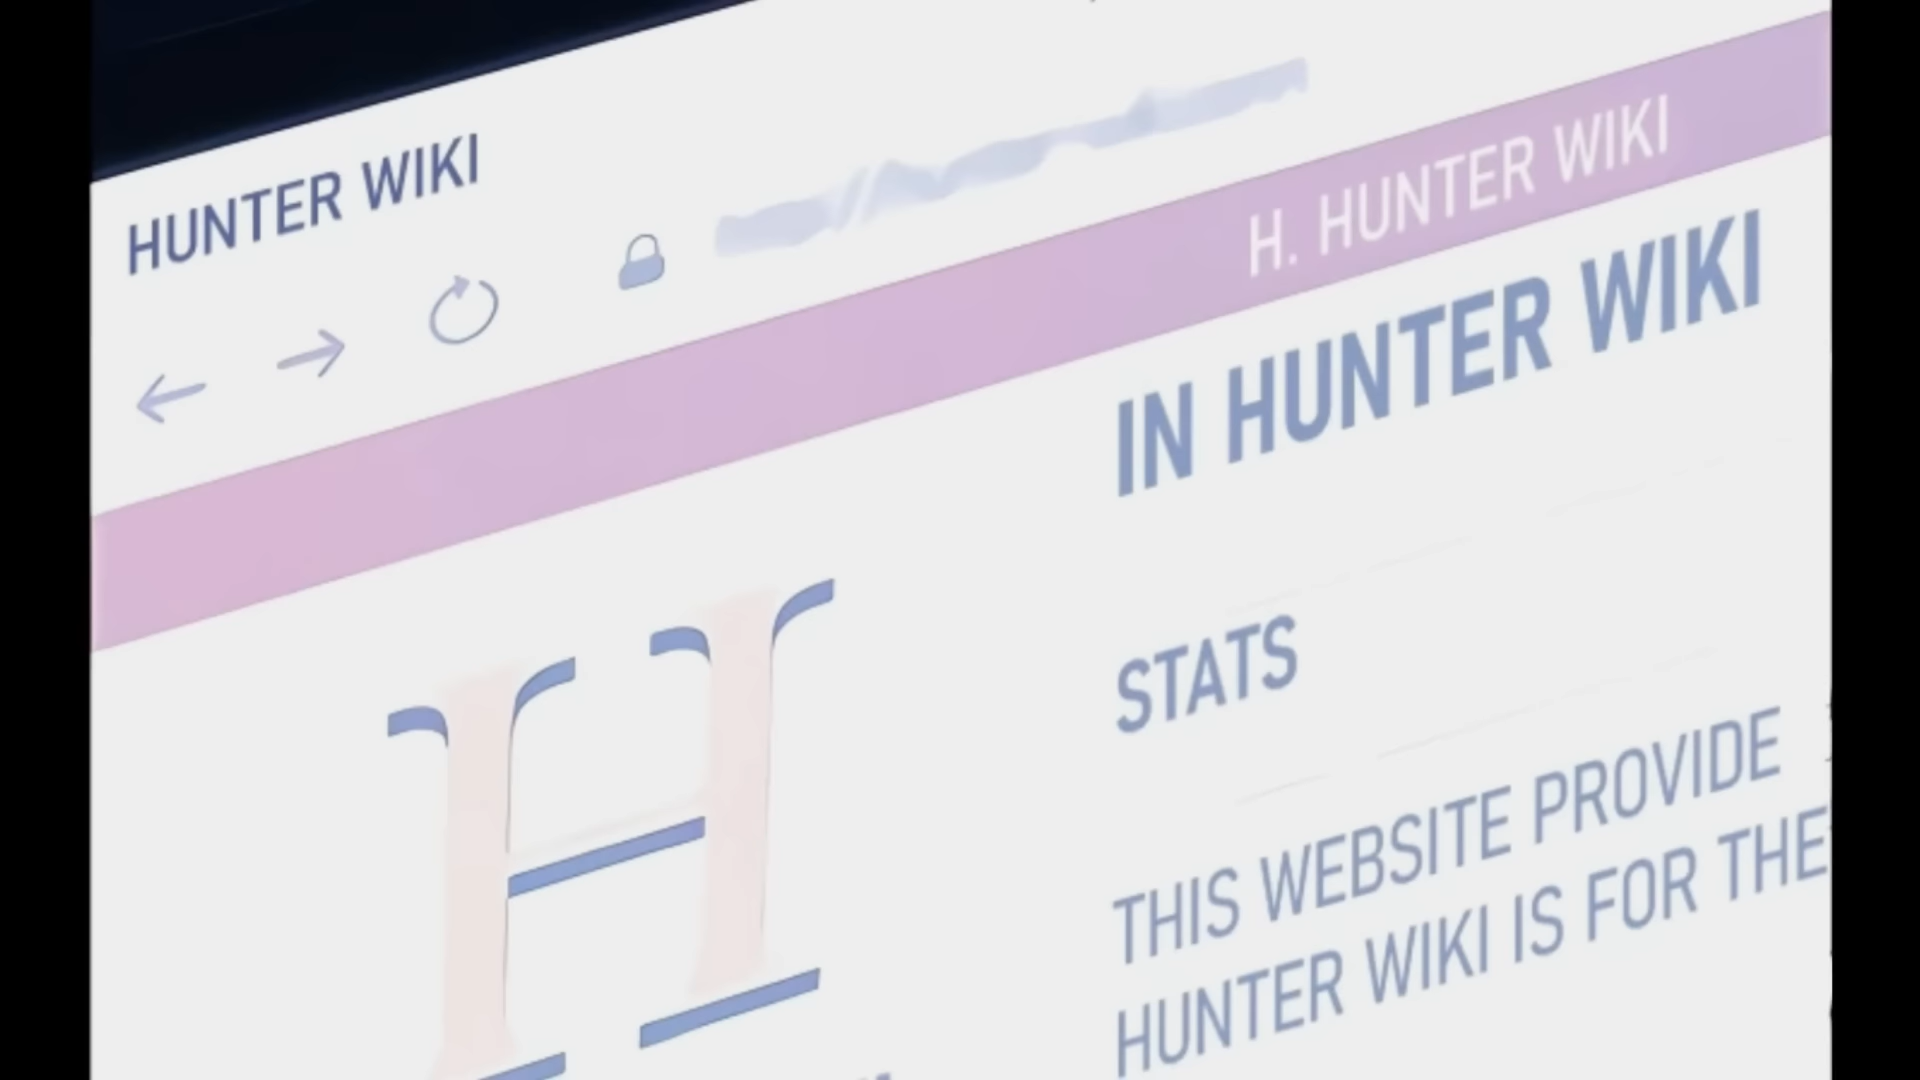 HUNTER WIKI
H. HUNTER WIKI
IN HUNTER WIKI
H
STATS
THIS WEBSITE PROVIDE
HUNTER WIKI IS FOR THE